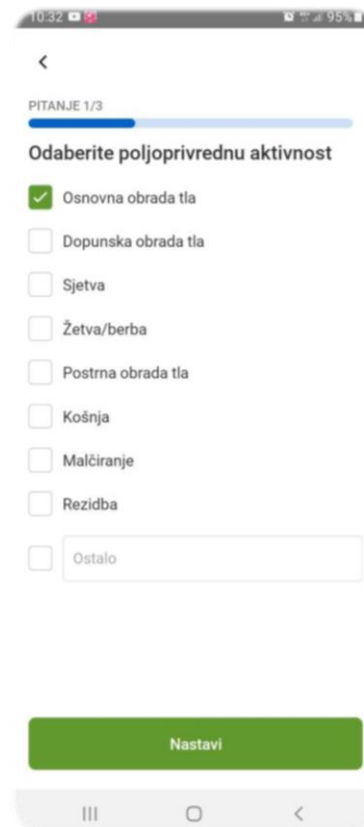 10:32
95%
PITANJE 1/3
Odaberite poljoprivrednu aktivnost
Osnovna obrada tla
Dopunska obrada tla
Sjetva
Žetva/berba
Postrna obrada tla
Košnja
Malčiranje
Rezidba
Ostalo
Nastavi